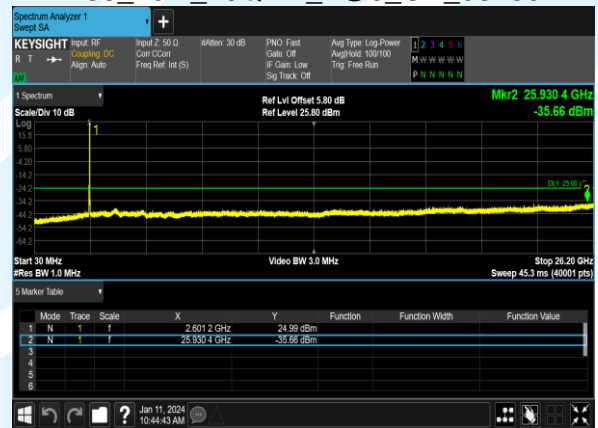 Spectrum Analyzer 1
Swept SA
+
KEYSIGHT
R T
LW
Input: RF
Coupling: DC
Align: Auto
Input Z: 50 Ω
Corr CCorr
Freq Ref: Int (S)
#Atten: 30 dB
PNO: Fast
Gate: Off
IF Gain: Low
Sig Track: Off
Avg Type: Log-Power
Avg|Hold: 100/100
Trig: Free Run
1 2 3 4 5 6
M W W W W W
P N N N N N
1 Spectrum
Scale/Div 10 dB
Ref Lvl Offset 5.80 dB
Ref Level 25.80 dBm
Mkr2 25.930 4 GHz
-35.66 dBm
Log
15.8
5.80
-4.20
-14.2
-24.2
-34.2
-44.2
-54.2
-64.2
1
DL1 -25.00
2
Start 30 MHz
#Res BW 1.0 MHz
Video BW 3.0 MHz
Stop 26.20 GHz
Sweep 45.3 ms (40001 pts)
5 Marker Table
Mode Trace Scale X Y Function Function Width Function Value
1 N 1 f 2.601 2 GHz 24.99 dBm
2 N 1 f 25.930 4 GHz -35.66 dBm
3
4
5
6
?
Jan 11, 2024
10:44:43 AM